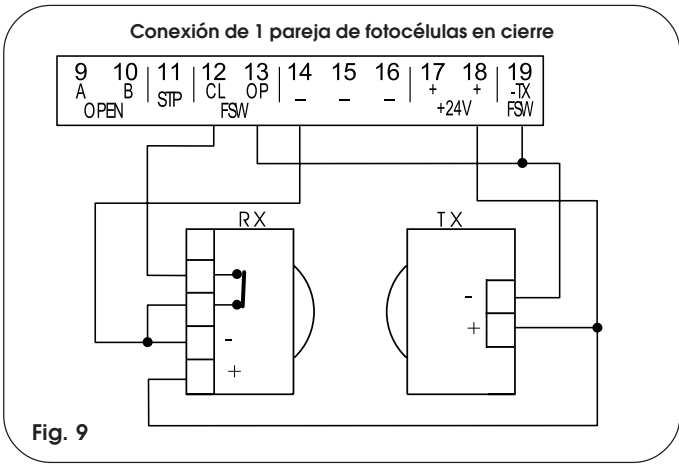 Conexión de 1 pareja de fotocélulas en cierre
9 10 11 12 13 14 15 16 17 18 19
A B STP CL OP _ _ _ + + -TX
OPEN FSW +24V FSW
RX TX
-
+
-
+
Fig. 9